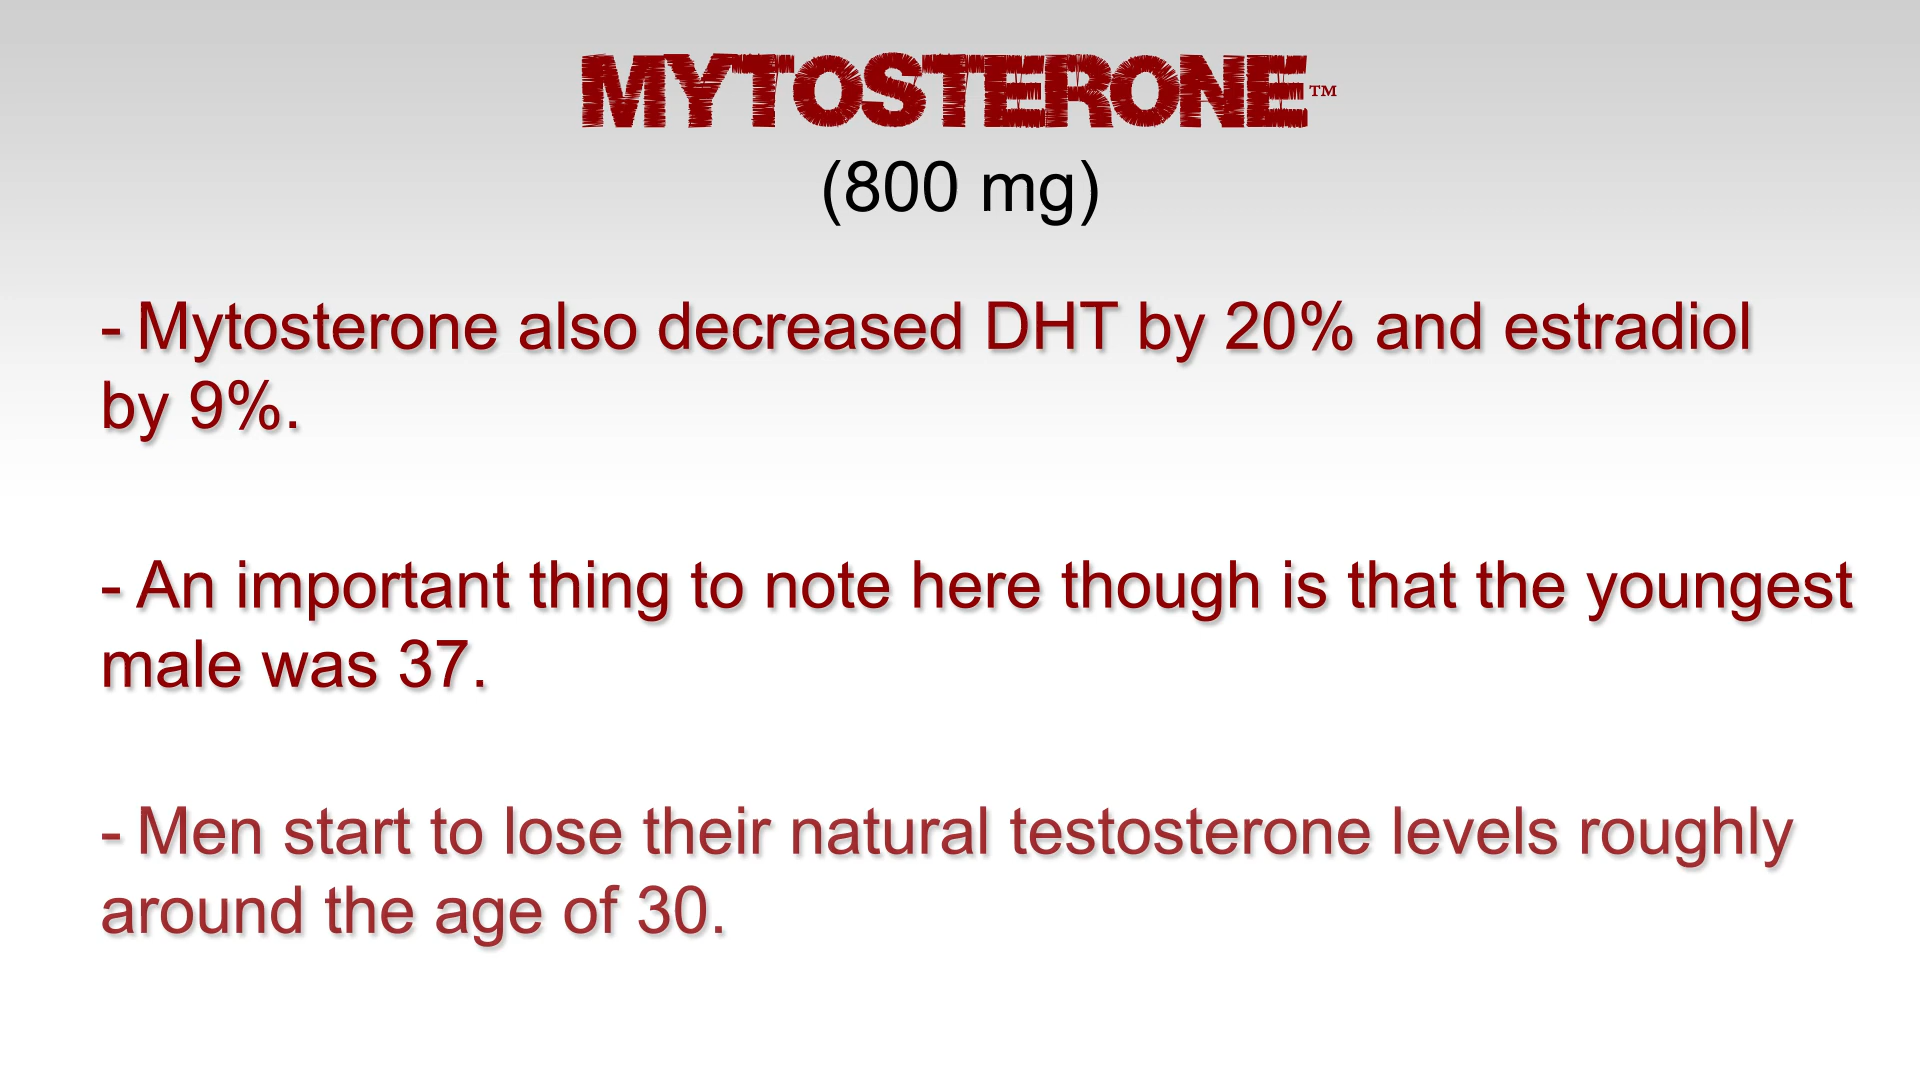 MYTOSTERONE™
(800 mg)
- Mytosterone also decreased DHT by 20% and estradiol
by 9%.
- An important thing to note here though is that the youngest
male was 37.
- Men start to lose their natural testosterone levels roughly
around the age of 30.